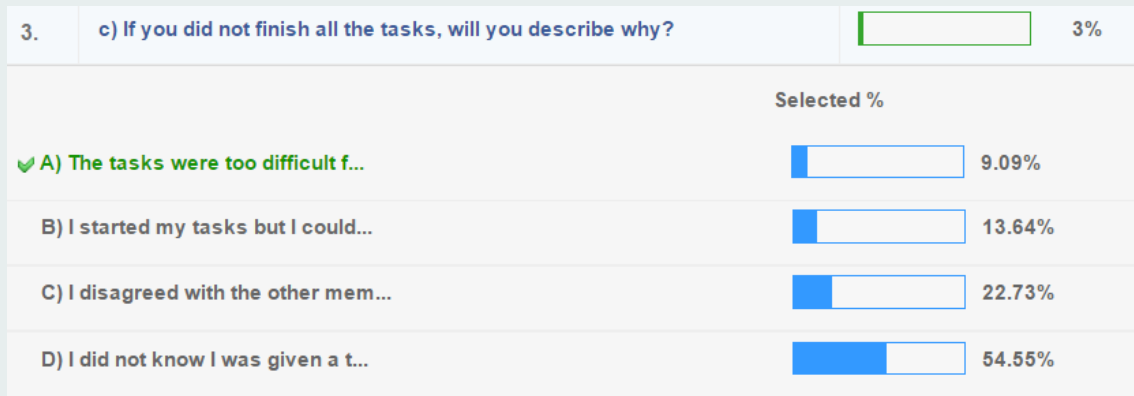 3. c) If you did not finish all the tasks, will you describe why? 3%
Selected %
A) The tasks were too difficult f... 9.09%
B) I started my tasks but I could... 13.64%
C) I disagreed with the other mem... 22.73%
D) I did not know I was given a t... 54.55%